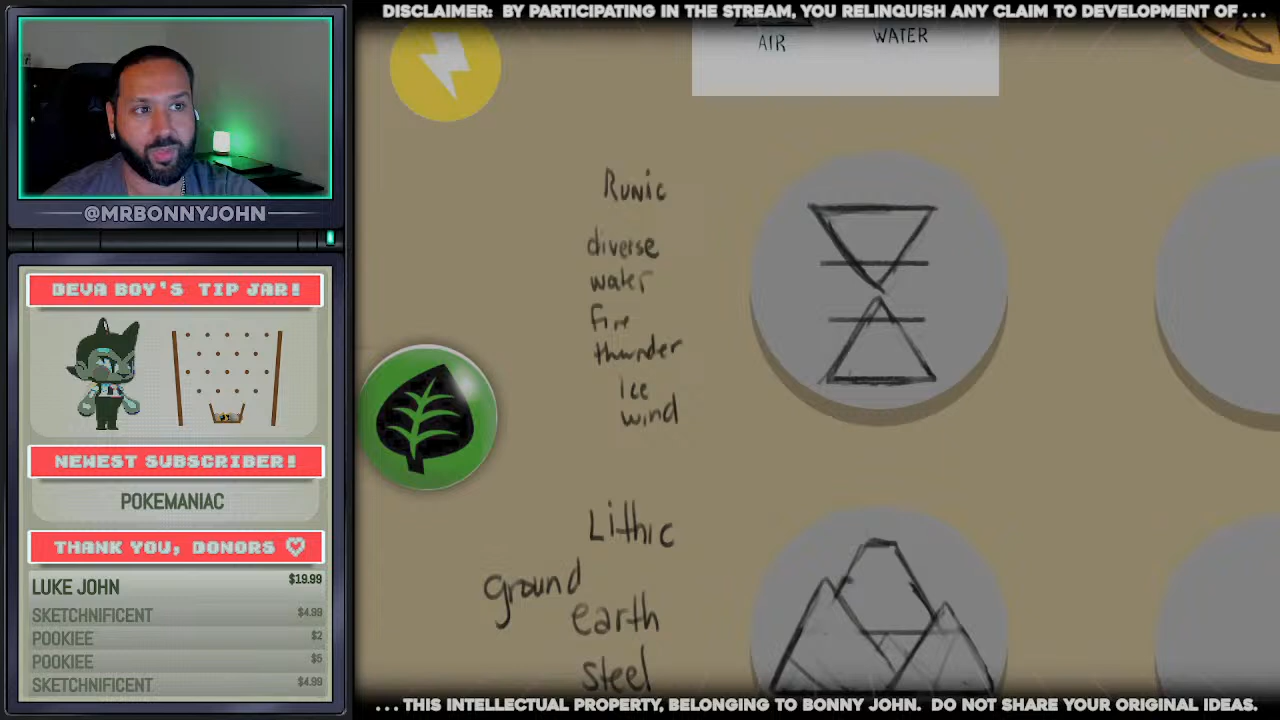 DISCLAIMER: BY PARTICIPATING IN THE STREAM, YOU RELINQUISH ANY CLAIM TO DEVELOPMENT OF . . .
AIR
WATER
@MRBONNYJOHN
Runic
diverse
water
fire
thunder
Ice
wind
BEVA BOY'S TIP JAR!
NEWEST SUBSCRIBER!
POKEMANIAC
THANK YOU, DONORS ♡
LUKE JOHN $19.99
SKETCHNIFICENT $4.99
POOKIEE $2
POOKIEE $5
SKETCHNIFICENT $4.99
Lithic
ground
earth
steel
. . . THIS INTELLECTUAL PROPERTY, BELONGING TO BONNY JOHN. DO NOT SHARE YOUR ORIGINAL IDEAS.